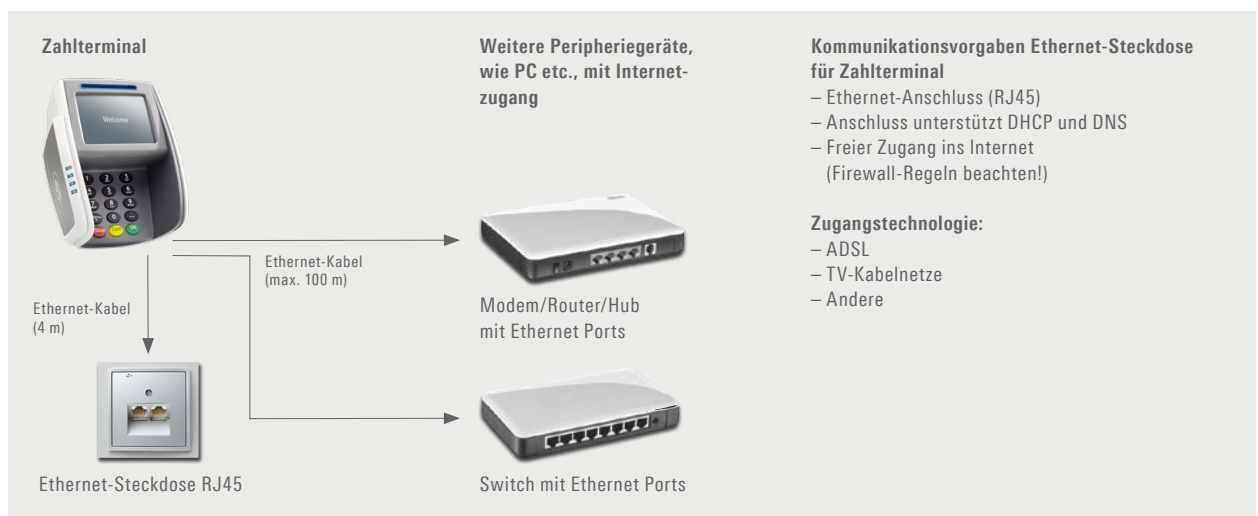 Zahlterminal
Welcome
Ethernet-Kabel
(4 m)
Ethernet-Steckdose RJ45
Ethernet-Kabel
(max. 100 m)
Weitere Peripheriegeräte,
wie PC etc., mit Internet-
zugang
Modem/Router/Hub
mit Ethernet Ports
Switch mit Ethernet Ports
Kommunikationsvorgaben Ethernet-Steckdose
für Zahlterminal
– Ethernet-Anschluss (RJ45)
– Anschluss unterstützt DHCP und DNS
– Freier Zugang ins Internet
(Firewall-Regeln beachten!)
Zugangstechnologie:
– ADSL
– TV-Kabelnetze
– Andere